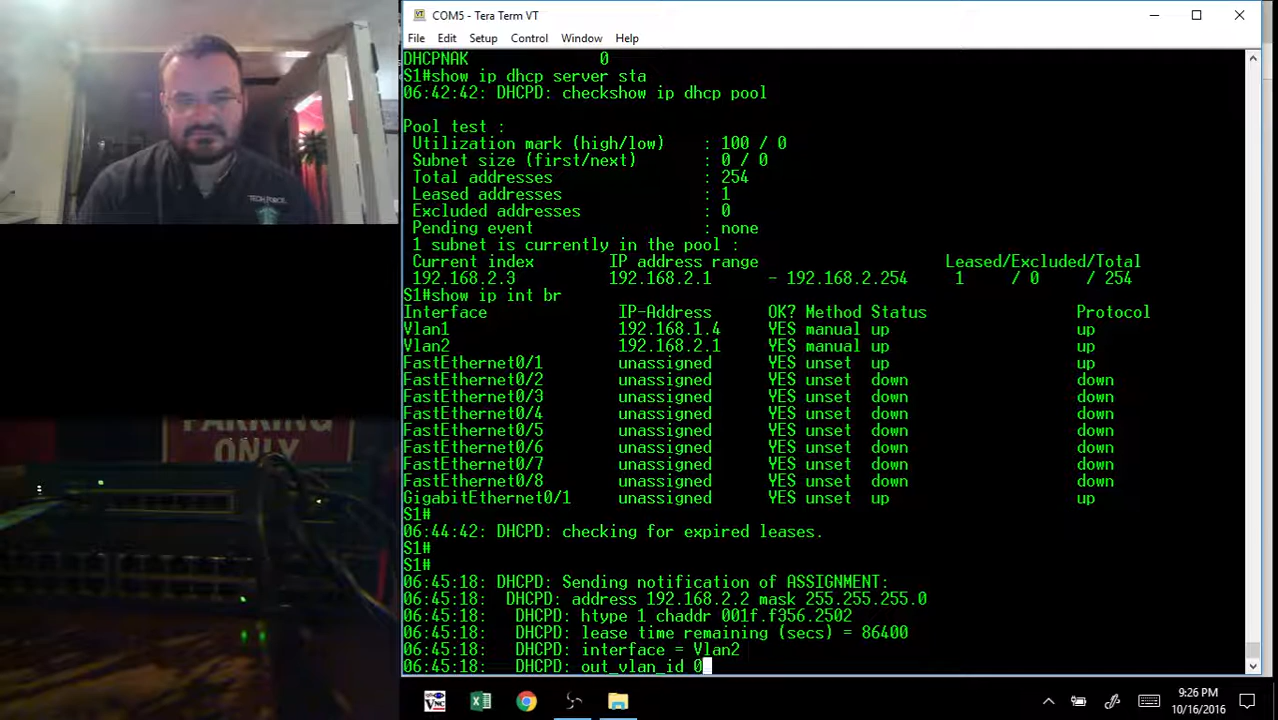 COM5 - Tera Term VT
File Edit Setup Control Window Help
DHCPNAK 0
S1#show ip dhcp server sta
06:42:42: DHCPD: checkshow ip dhcp pool
Pool test :
Utilization mark (high/low) : 100 / 0
Subnet size (first/next) : 0 / 0
Total addresses : 254
Leased addresses : 1
Excluded addresses : 0
Pending event : none
1 subnet is currently in the pool :
Current index IP address range Leased/Excluded/Total
192.168.2.3 192.168.2.1 - 192.168.2.254 1 / 0 / 254
S1#show ip int br
Interface IP-Address OK? Method Status Protocol
Vlan1 192.168.1.4 YES manual up up
Vlan2 192.168.2.1 YES manual up up
FastEthernet0/1 unassigned YES unset up up
FastEthernet0/2 unassigned YES unset down down
FastEthernet0/3 unassigned YES unset down down
FastEthernet0/4 unassigned YES unset down down
FastEthernet0/5 unassigned YES unset down down
FastEthernet0/6 unassigned YES unset down down
FastEthernet0/7 unassigned YES unset down down
FastEthernet0/8 unassigned YES unset down down
GigabitEthernet0/1 unassigned YES unset up up
S1#
06:44:42: DHCPD: checking for expired leases.
S1#
S1#
06:45:18: DHCPD: Sending notification of ASSIGNMENT:
06:45:18: DHCPD: address 192.168.2.2 mask 255.255.255.0
06:45:18: DHCPD: htype 1 chaddr 001f.f356.2502
06:45:18: DHCPD: lease time remaining (secs) = 86400
06:45:18: DHCPD: interface = Vlan2
06:45:18: DHCPD: out_vlan_id 0
TECH FORCE
PARKING
ONLY
9:26 PM
10/16/2016